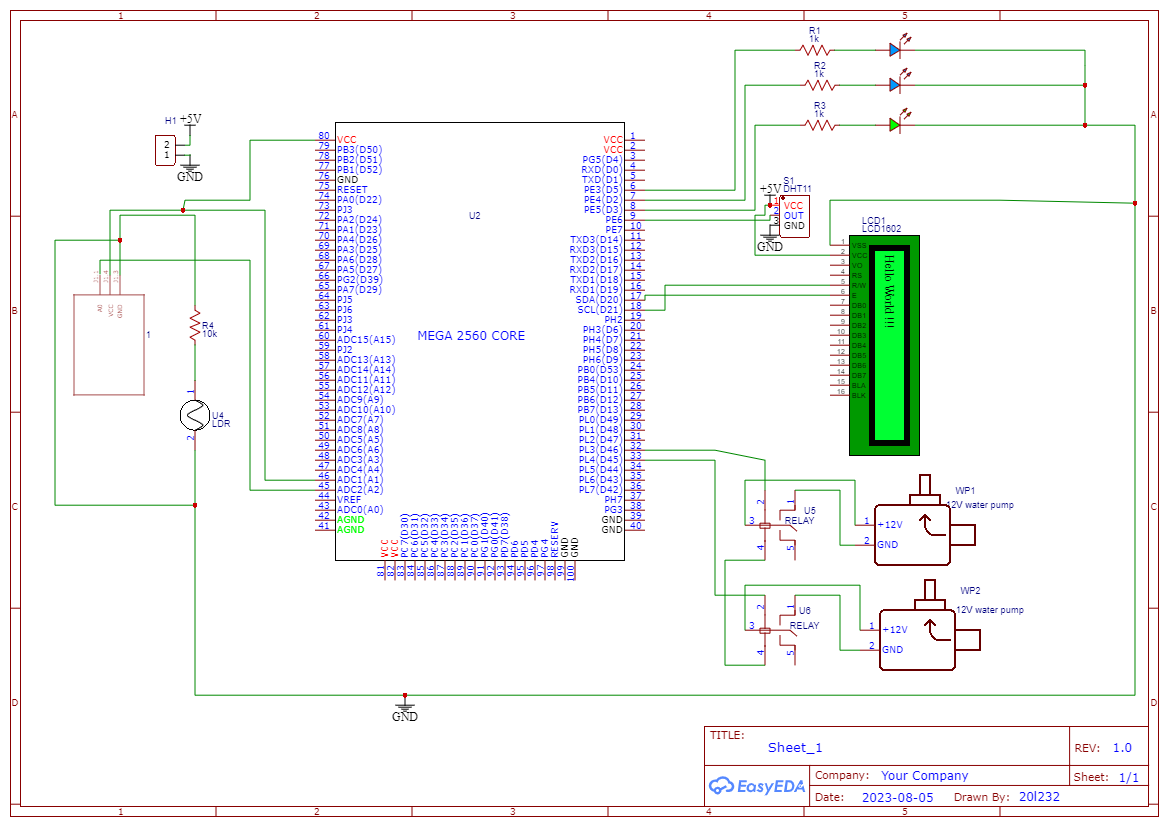 1 2 3 4 5
A
B
C
D
R1
1k
R2
1k
R3
1k
H1
+5V
2
1
GND
U2
MEGA 2560 CORE
80 VCC
79 PB3(D50)
78 PB2(D51)
77 PB1(D52)
76 GND
75 RESET
74 PA0(D22)
73 PJ3
72 PA2(D24)
71 PA1(D23)
70 PA4(D26)
69 PA3(D25)
68 PA6(D28)
67 PA5(D27)
66 PG2(D39)
65 PA7(D29)
64 PJ5
63 PJ6
62 PJ3
61 PJ4
60 ADC15(A15)
59 PJ2
58 ADC13(A13)
57 ADC14(A14)
56 ADC11(A11)
55 ADC12(A12)
54 ADC9(A9)
53 ADC10(A10)
52 ADC7(A7)
51 ADC8(A8)
50 ADC5(A5)
49 ADC6(A6)
48 ADC3(A3)
47 ADC4(A4)
46 ADC1(A1)
45 ADC2(A2)
44 VREF
43 ADC0(A0)
42 AGND
41 AGND
VCC 1
VCC 2
PG5(D4) 3
RXD(D0) 4
TXD(D1) 5
PE3(D5) 6
PE4(D2) 7
PE5(D3) 8
PE6 9
PE7 10
TXD3(D14) 11
RXD3(D15) 12
TXD2(D16) 13
RXD2(D17) 14
TXD1(D18) 15
RXD1(D19) 16
SDA(D20) 17
SCL(D21) 18
PH2 19
PH3(D6) 20
PH4(D7) 21
PH5(D8) 22
PH6(D9) 23
PB0(D53) 24
PB4(D10) 25
PB5(D11) 26
PB6(D12) 27
PB7(D13) 28
PL0(D49) 29
PL1(D48) 30
PL2(D47) 31
PL3(D46) 32
PL4(D45) 33
PL5(D44) 34
PL6(D43) 35
PL7(D42) 36
PH7 37
PG3 38
GND 39
GND 40
81 VCC
82 VCC
83 PC7(D30)
84 PC6(D31)
85 PC5(D32)
86 PC4(D33)
87 PC3(D34)
88 PC2(D35)
89 PC1(D36)
90 PC0(D37)
91 PG1(D40)
92 PG0(D41)
93 PD7(D38)
94 PD6
95 PD5
96 PD4
97 PG4
98 RESERV
99 GND
100 GND
A0
VCC
GND
1
R4
10k
1
U4
LDR
2
+5V
S1
DHT11
1 VCC
2 OUT
3 GND
GND
LCD1
LCD1602
1 VSS
2 VCC
3 VO
4 RS
5 R/W
6 E
7 DB0
8 DB1
9 DB2
10 DB3
11 DB4
12 DB5
13 DB6
14 DB7
15 BLA
16 BLK
Hello World !!!
2 1
3
4 5
U5
RELAY
WP1
12V water pump
1 +12V
2 GND
2 1
3
4 5
U6
RELAY
WP2
12V water pump
1 +12V
2 GND
GND
TITLE:
Sheet_1
REV: 1.0
EasyEDA
Company: Your Company
Sheet: 1/1
Date: 2023-08-05 Drawn By: 20l232
1 2 3 4 5
A
B
C
D